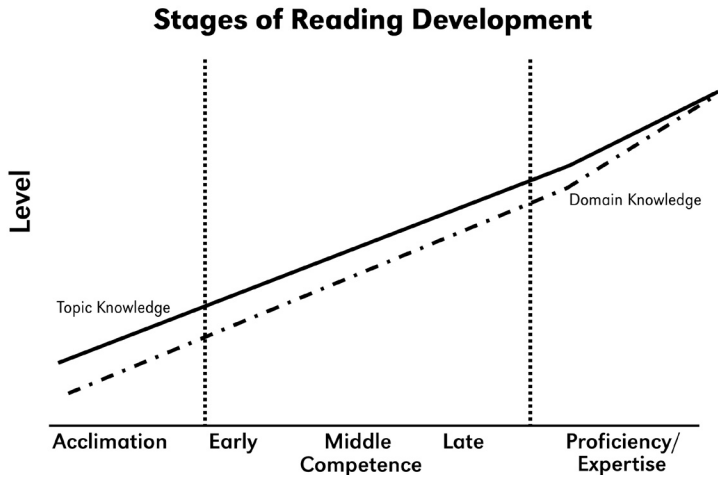 Stages of Reading Development
Level
Topic Knowledge
Domain Knowledge
Acclimation Early Middle Late Proficiency/
Competence Expertise